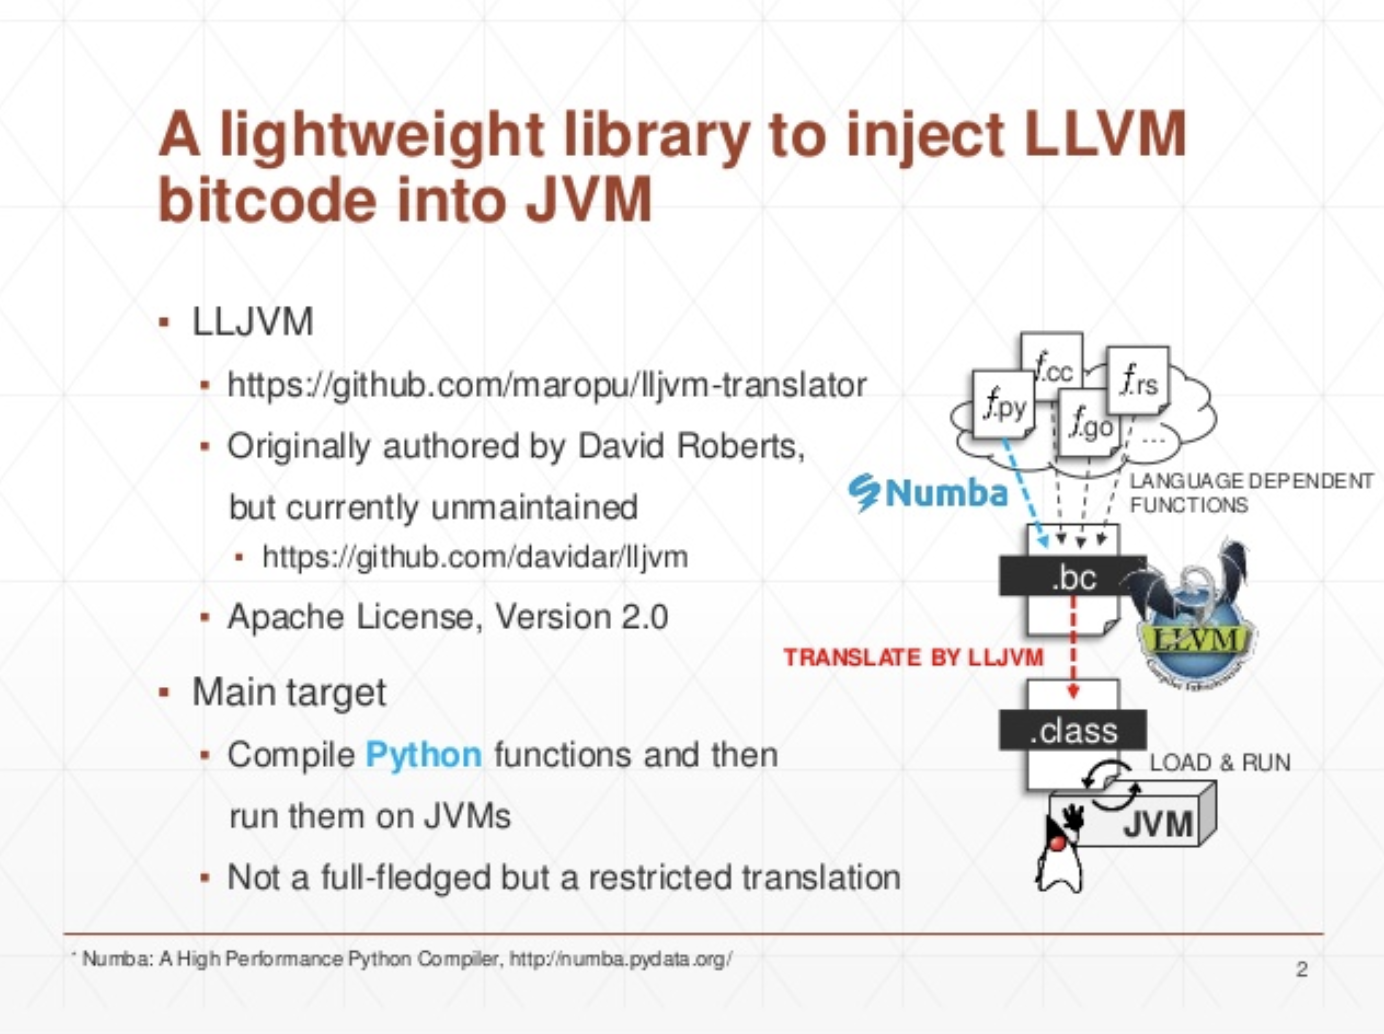 A lightweight library to inject LLVM
bitcode into JVM
▪ LLJVM
▪ https://github.com/maropu/lljvm-translator
▪ Originally authored by David Roberts,
but currently unmaintained
▪ https://github.com/davidar/lljvm
▪ Apache License, Version 2.0
▪ Main target
▪ Compile Python functions and then
run them on JVMs
▪ Not a full-fledged but a restricted translation
f.cc
f.rs
f.py
f.go
...
Numba
LANGUAGE DEPENDENT
FUNCTIONS
.bc
LLVM
Compiler Infrastructure
TRANSLATE BY LLJVM
.class
LOAD & RUN
JVM
* Numba: A High Performance Python Compiler, http://numba.pydata.org/
2